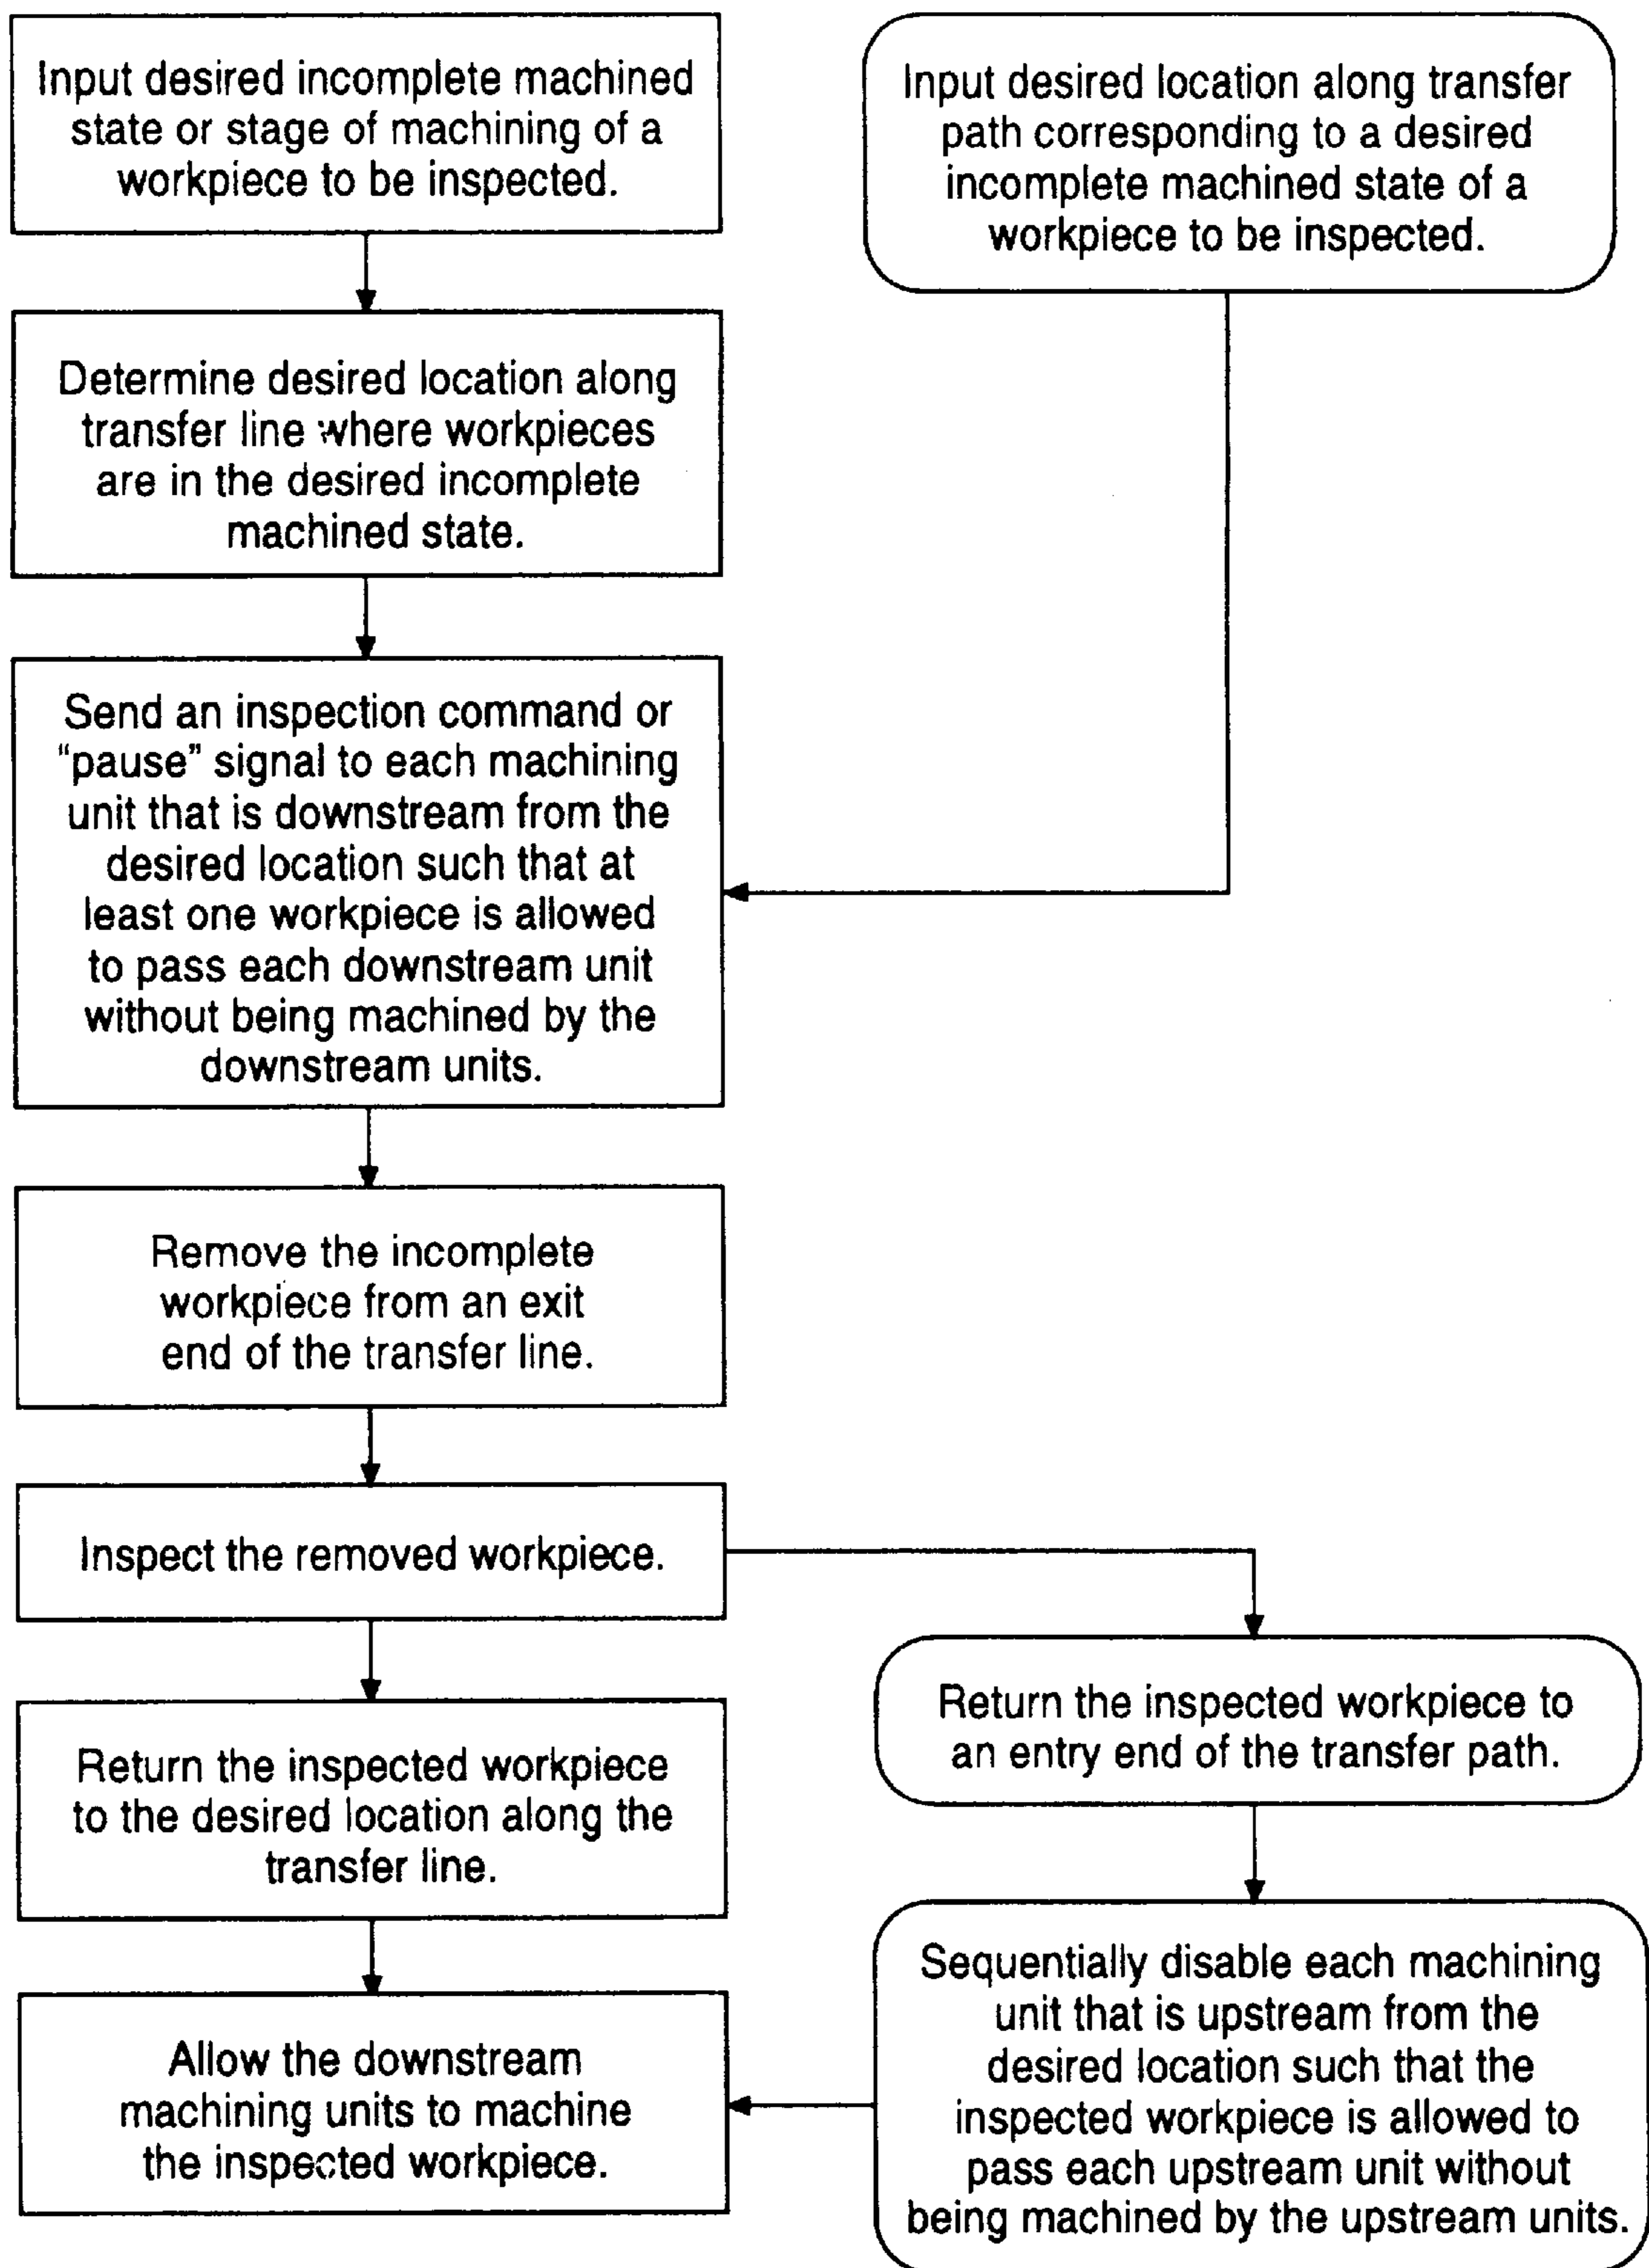 Input desired incomplete machined
state or stage of machining of a
workpiece to be inspected.
Input desired location along transfer
path corresponding to a desired
incomplete machined state of a
workpiece to be inspected.
Determine desired location along
transfer line where workpieces
are in the desired incomplete
machined state.
Send an inspection command or
“pause” signal to each machining
unit that is downstream from the
desired location such that at
least one workpiece is allowed
to pass each downstream unit
without being machined by the
downstream units.
Remove the incomplete
workpiece from an exit
end of the transfer line.
Inspect the removed workpiece.
Return the inspected workpiece
to the desired location along the
transfer line.
Return the inspected workpiece to
an entry end of the transfer path.
Sequentially disable each machining
unit that is upstream from the
desired location such that the
inspected workpiece is allowed to
pass each upstream unit without
being machined by the upstream units.
Allow the downstream
machining units to machine
the inspected workpiece.